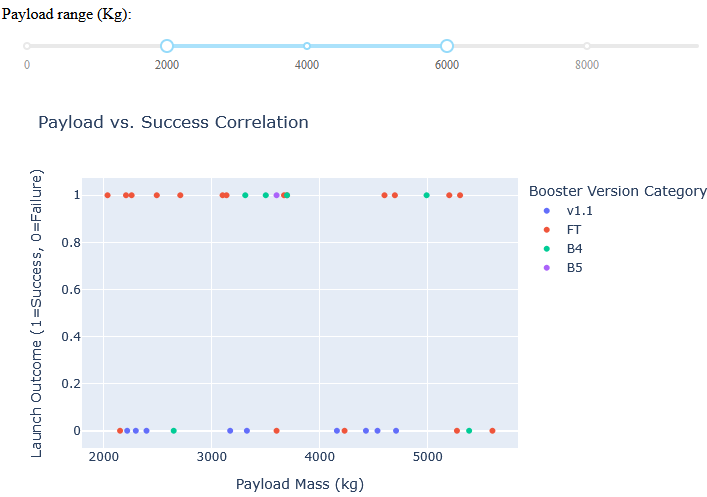 Payload range (Kg):
0 2000 4000 6000 8000
Payload vs. Success Correlation
Launch Outcome (1=Success, 0=Failure)
1
0.8
0.6
0.4
0.2
0
2000 3000 4000 5000
Payload Mass (kg)
Booster Version Category
v1.1
FT
B4
B5